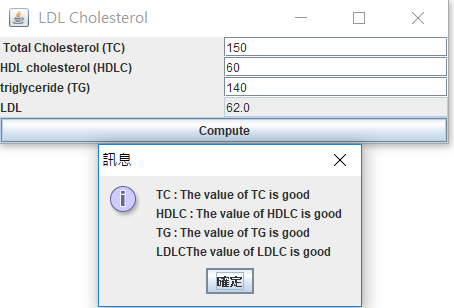 LDL Cholesterol
Total Cholesterol (TC) 150
HDL cholesterol (HDLC) 60
triglyceride (TG) 140
LDL 62.0
Compute
訊息
TC : The value of TC is good
HDLC : The value of HDLC is good
TG : The value of TG is good
LDLCThe value of LDLC is good
確定